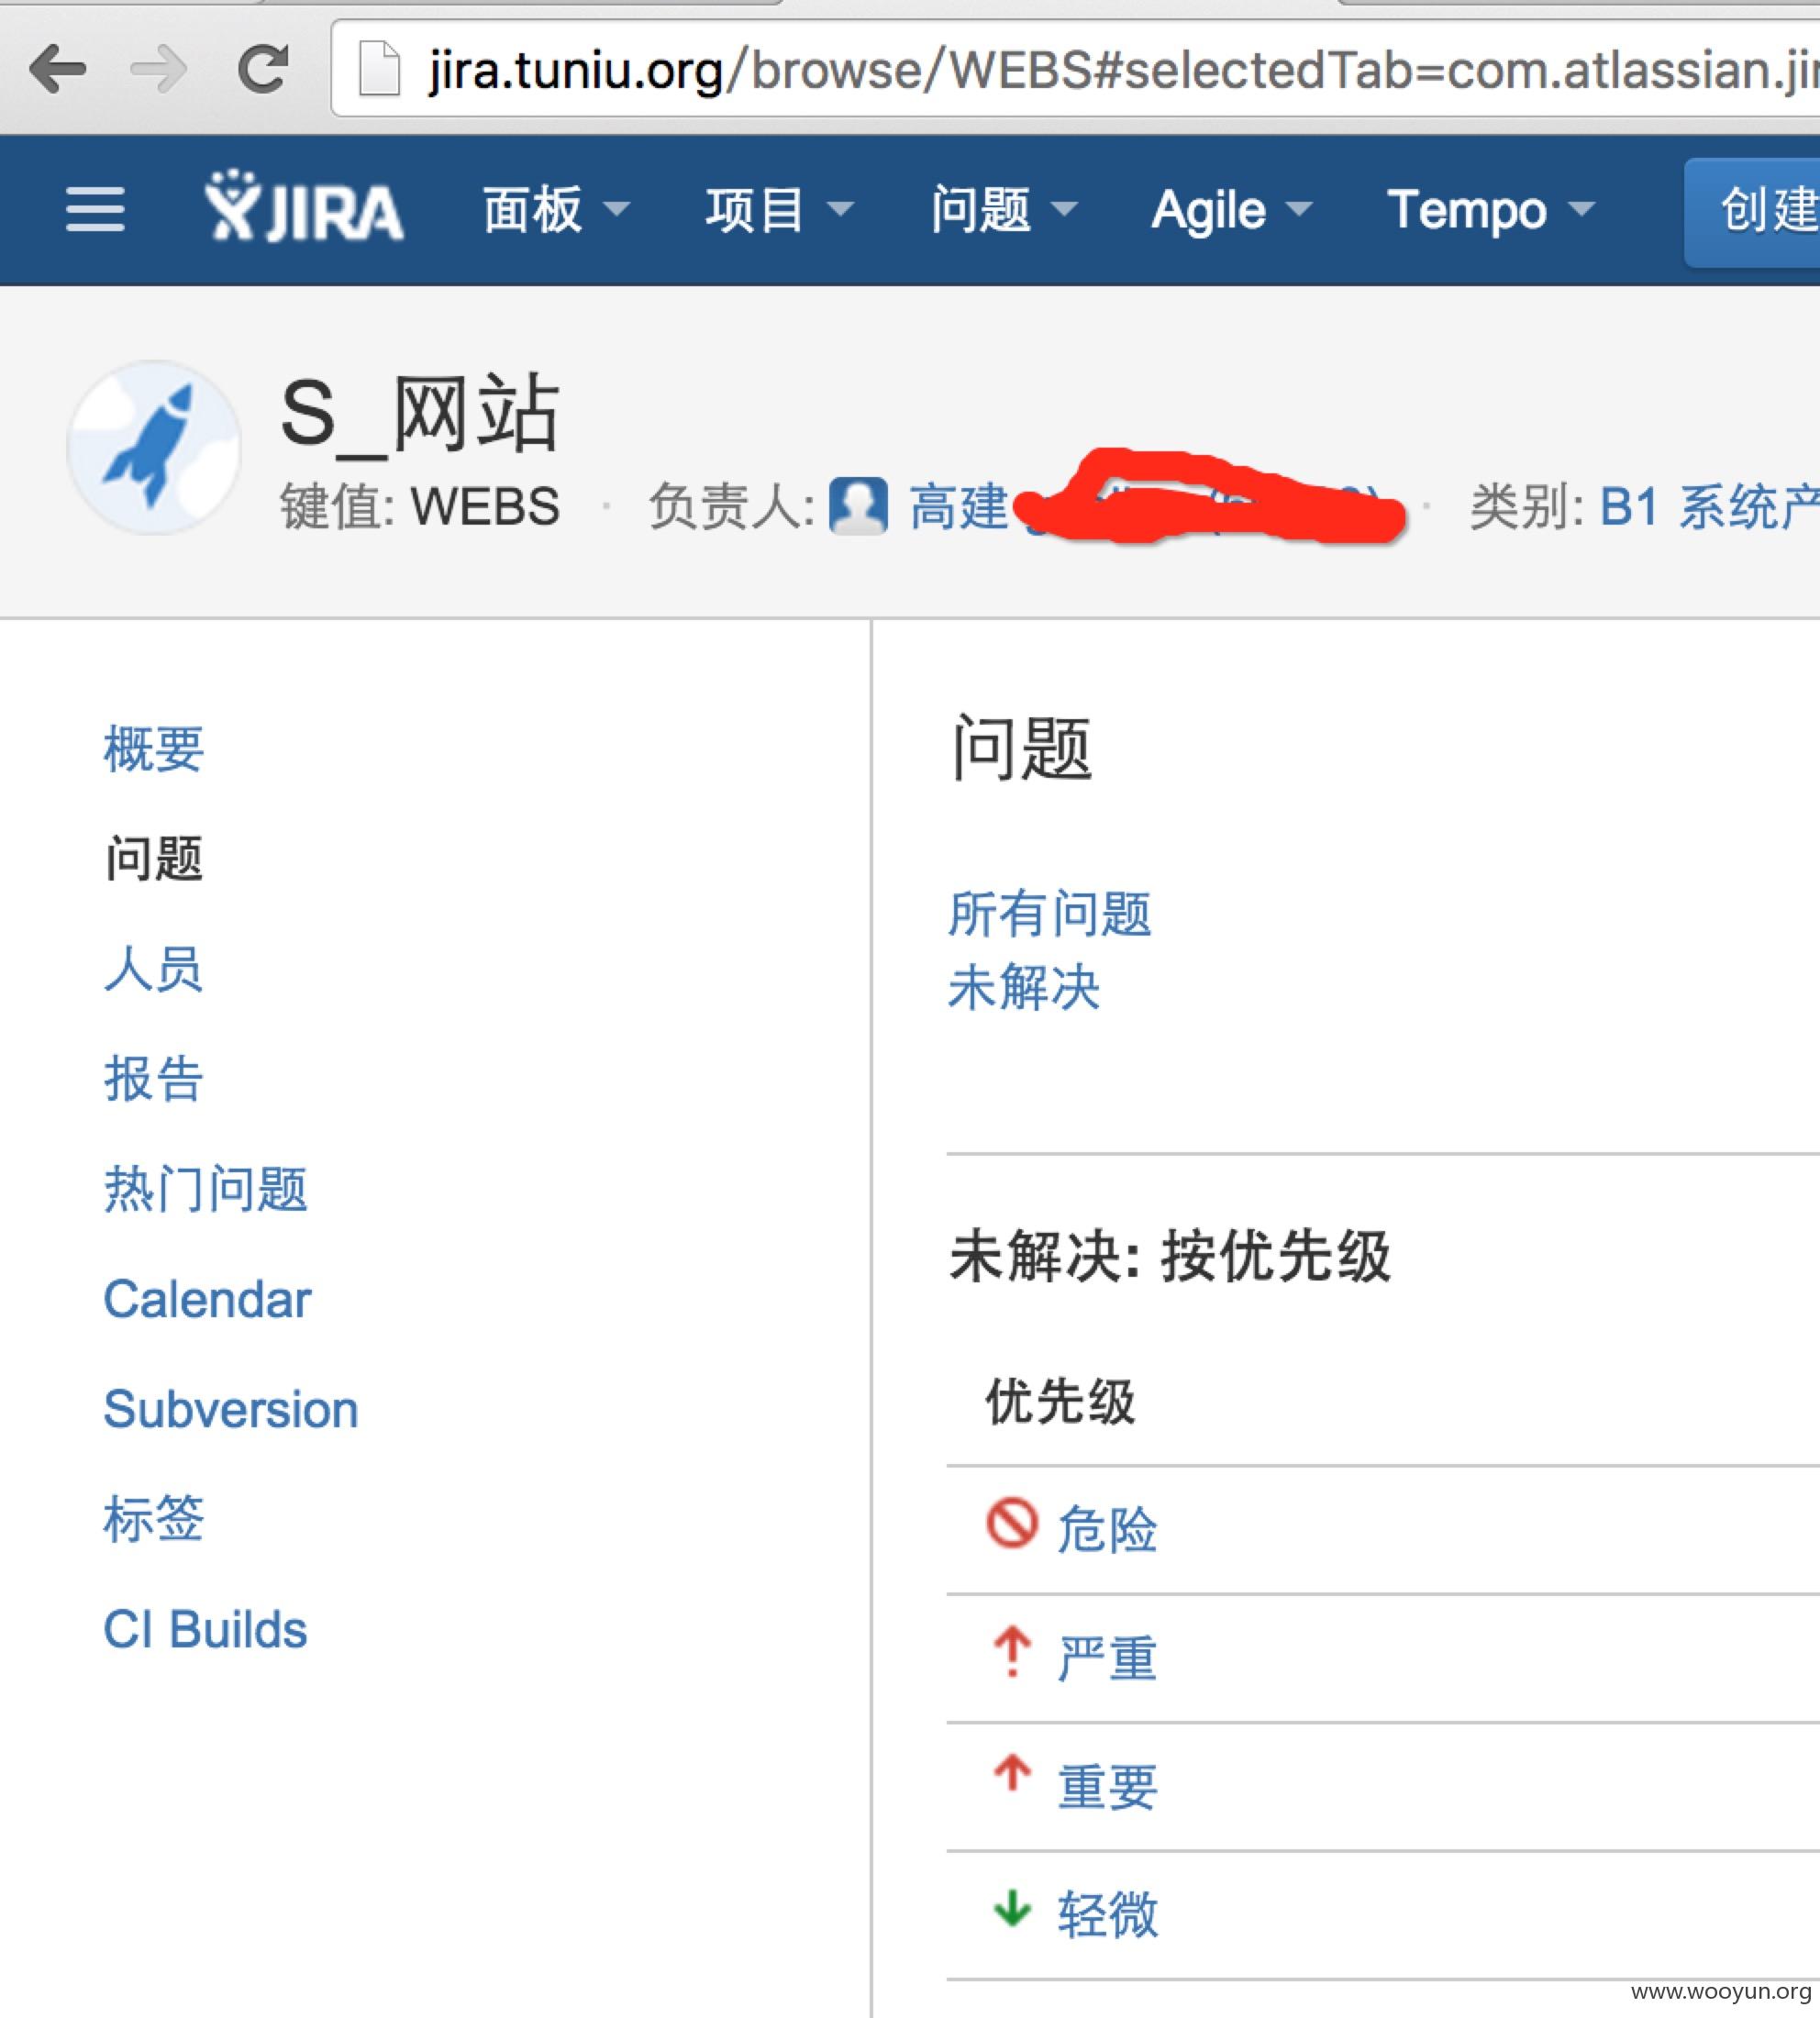 jira.tuniu.org/browse/WEBS#selectedTab=com.atlassian.jir
JIRA 面板 项目 问题 Agile Tempo 创建
S_网站
键值: WEBS · 负责人: 高建 · 类别: B1 系统产
概要
问题
人员
报告
热门问题
Calendar
Subversion
标签
CI Builds
问题
所有问题
未解决
未解决: 按优先级
优先级
危险
严重
重要
轻微
www.wooyun.org